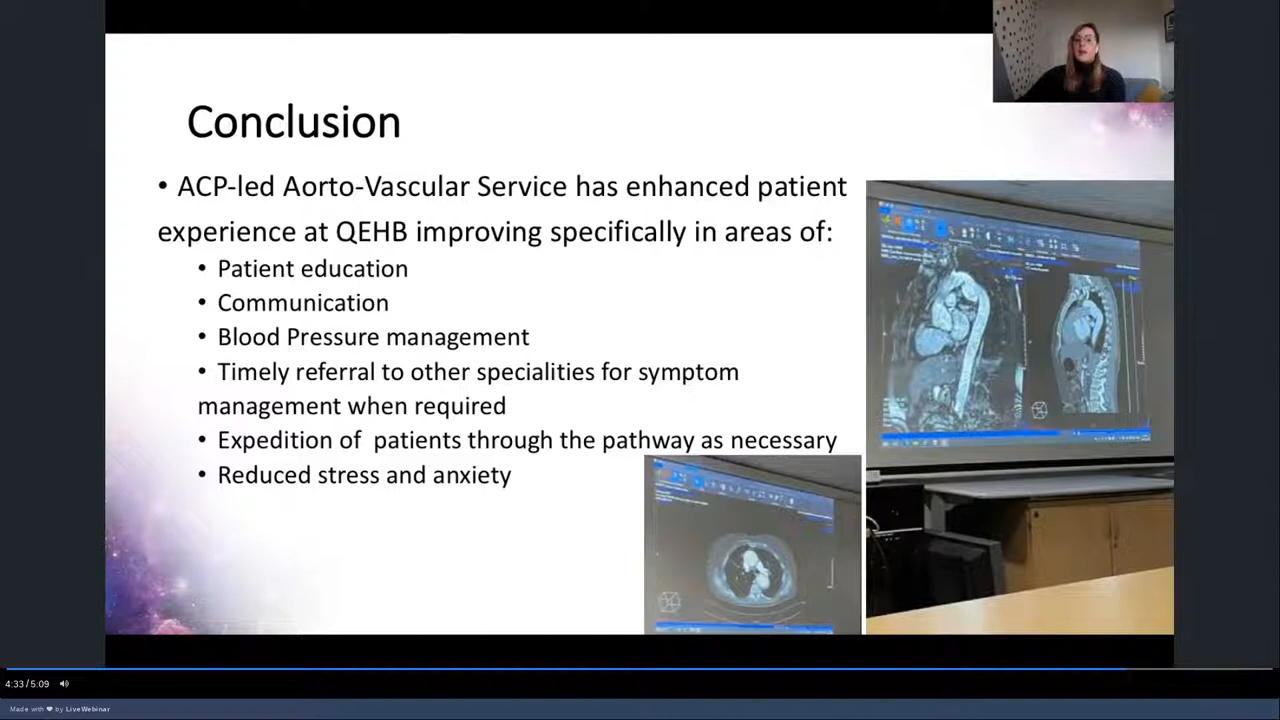 Conclusion
• ACP-led Aorto-Vascular Service has enhanced patient
experience at QEHB improving specifically in areas of:
• Patient education
• Communication
• Blood Pressure management
• Timely referral to other specialities for symptom
management when required
• Expedition of  patients through the pathway as necessary
• Reduced stress and anxiety
4:33 / 5:09
Made with ❤ by LiveWebinar